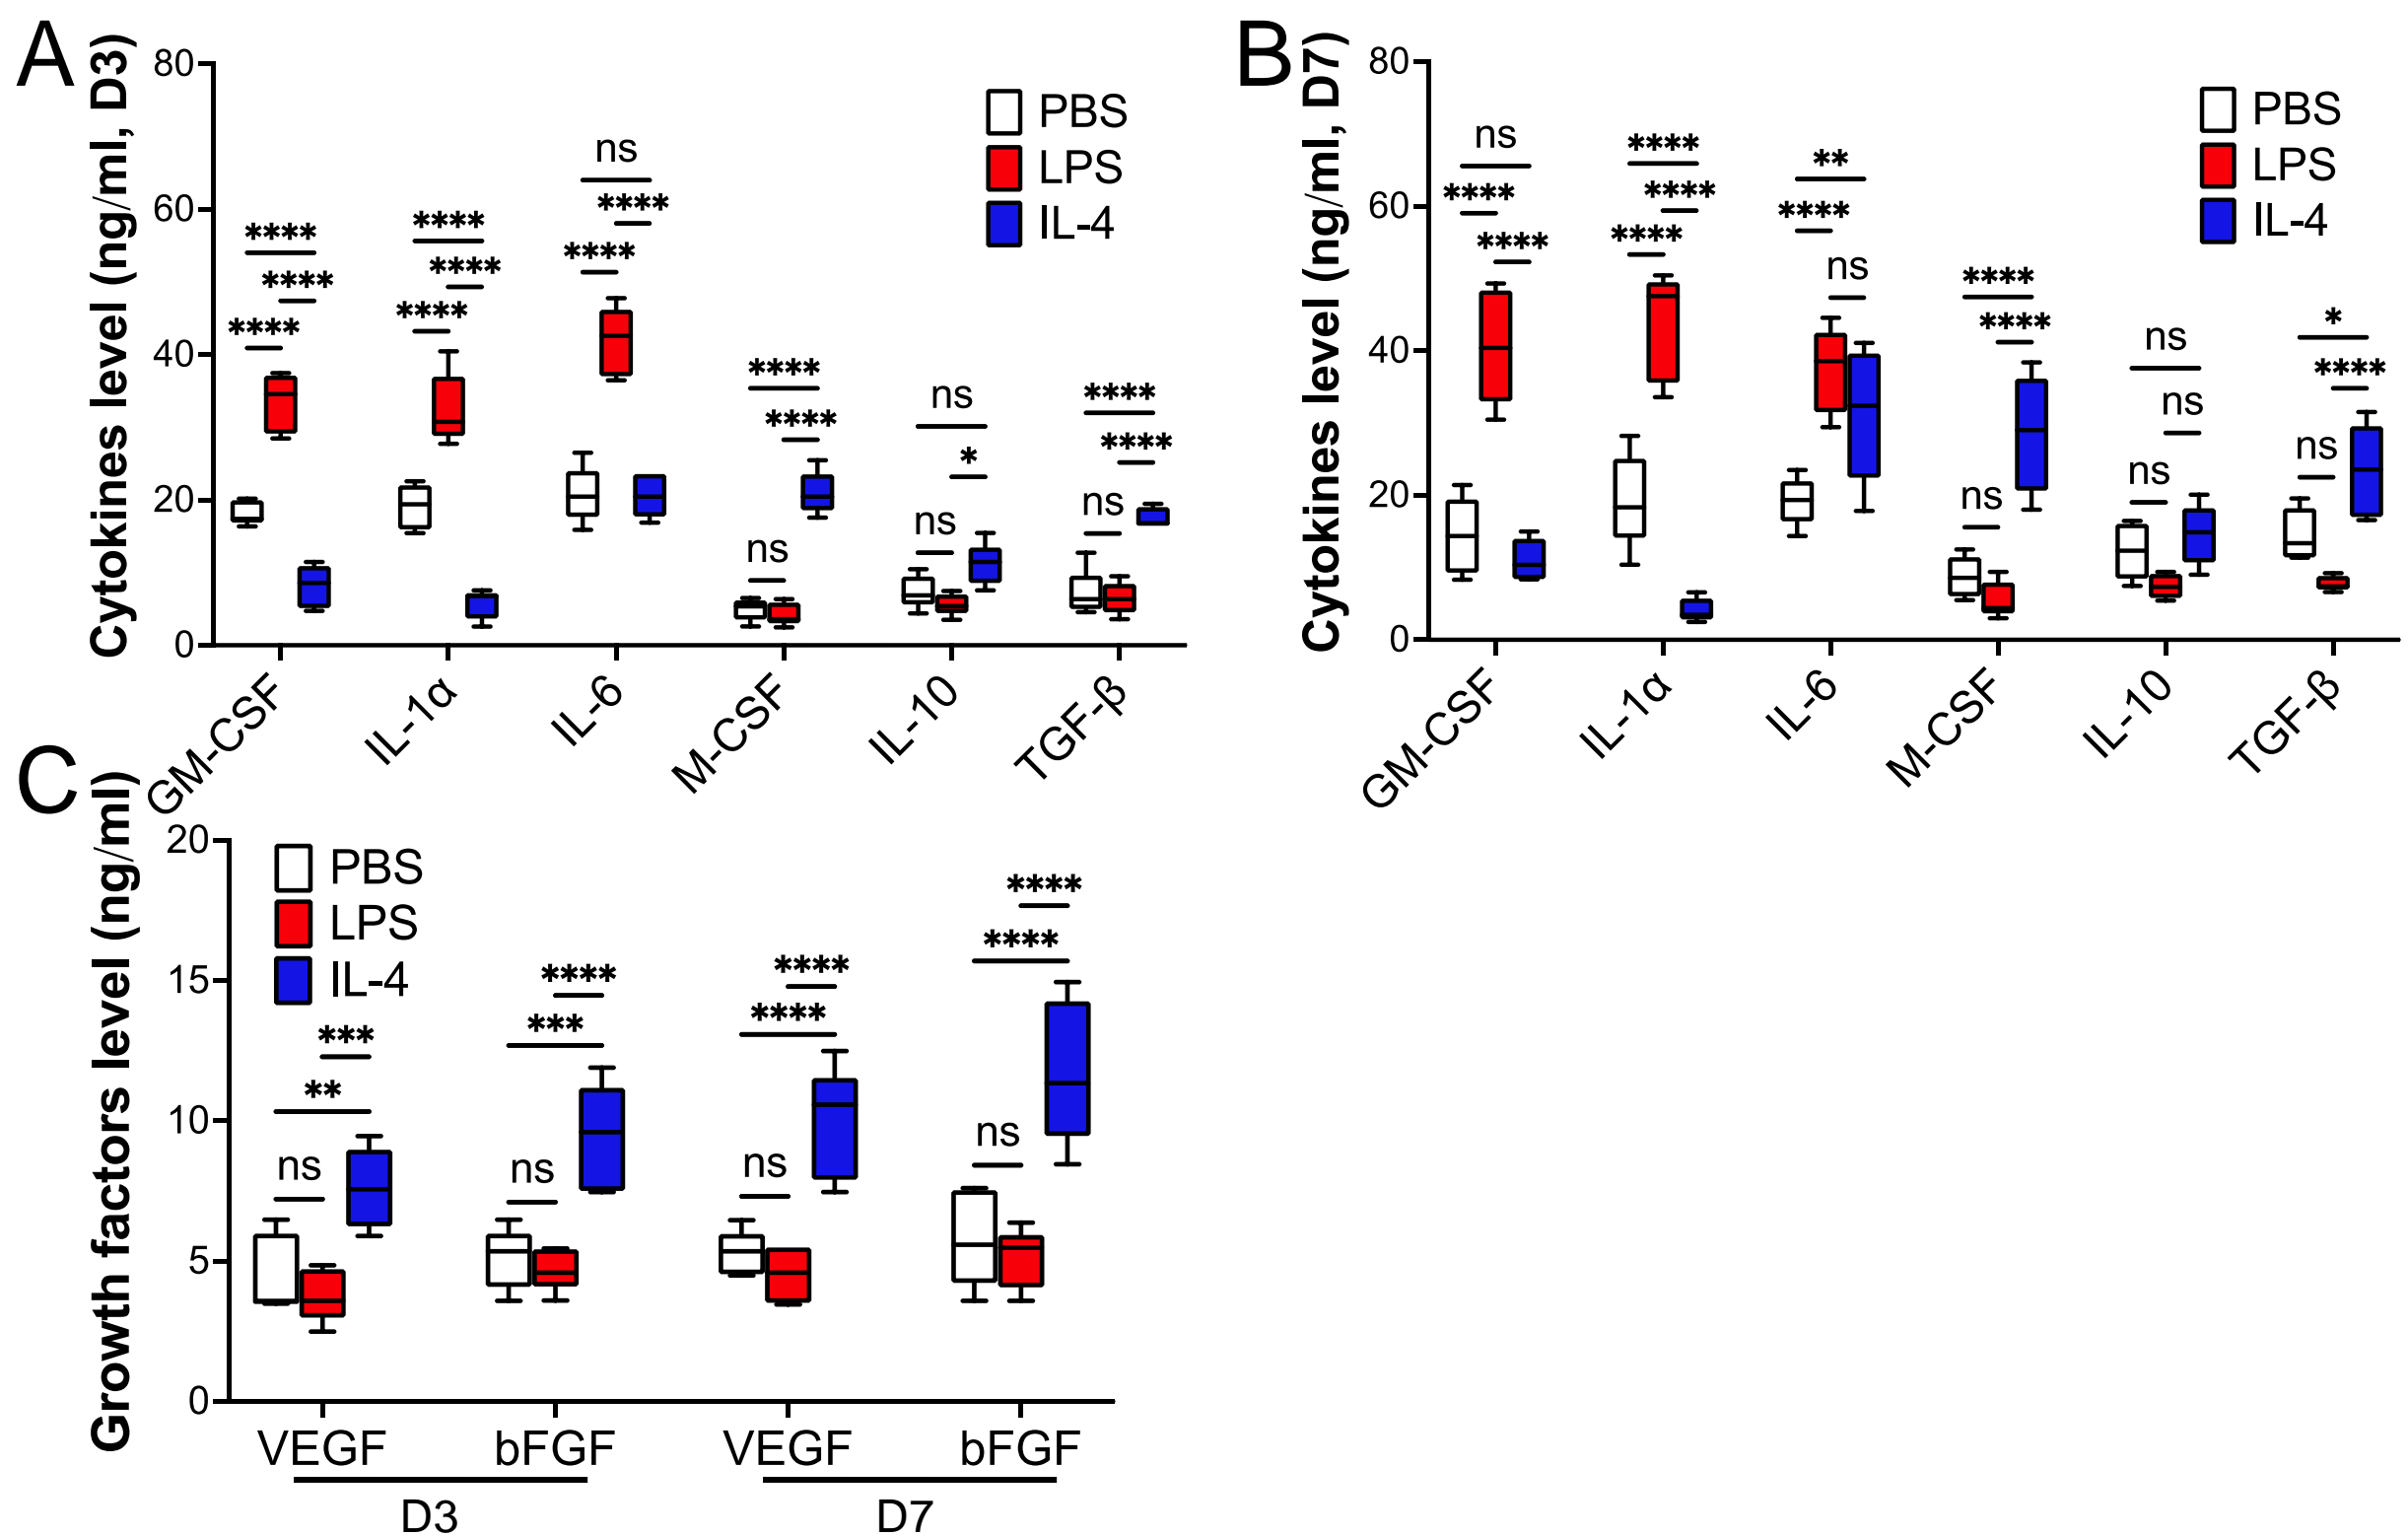 A
Cytokines level (ng/ml, D3)
80
60
40
20
0
PBS
LPS
IL-4
****
****
****
****
****
****
ns
****
****
****
****
ns
ns
*
ns
****
****
ns
GM-CSF
IL-1α
IL-6
M-CSF
IL-10
TGF-β
B
Cytokines level (ng/ml, D7)
80
60
40
20
0
PBS
LPS
IL-4
ns
****
****
****
****
****
**
****
ns
****
****
ns
ns
ns
ns
*
****
ns
GM-CSF
IL-1α
IL-6
M-CSF
IL-10
TGF-β
C
Growth factors level (ng/ml)
20
15
10
5
0
PBS
LPS
IL-4
***
**
ns
****
***
ns
****
****
ns
****
****
ns
VEGF
bFGF
VEGF
bFGF
D3
D7